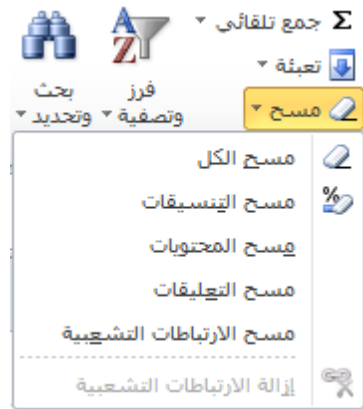 Σ جمع تلقائي
تعبئة
مسح
فرز
وتصفية
بحث
وتحديد
مسح الكل
مسح التنسيقات
مسح المحتويات
مسح التعليقات
مسح الارتباطات التشعبية
إزالة الارتباطات التشعبية